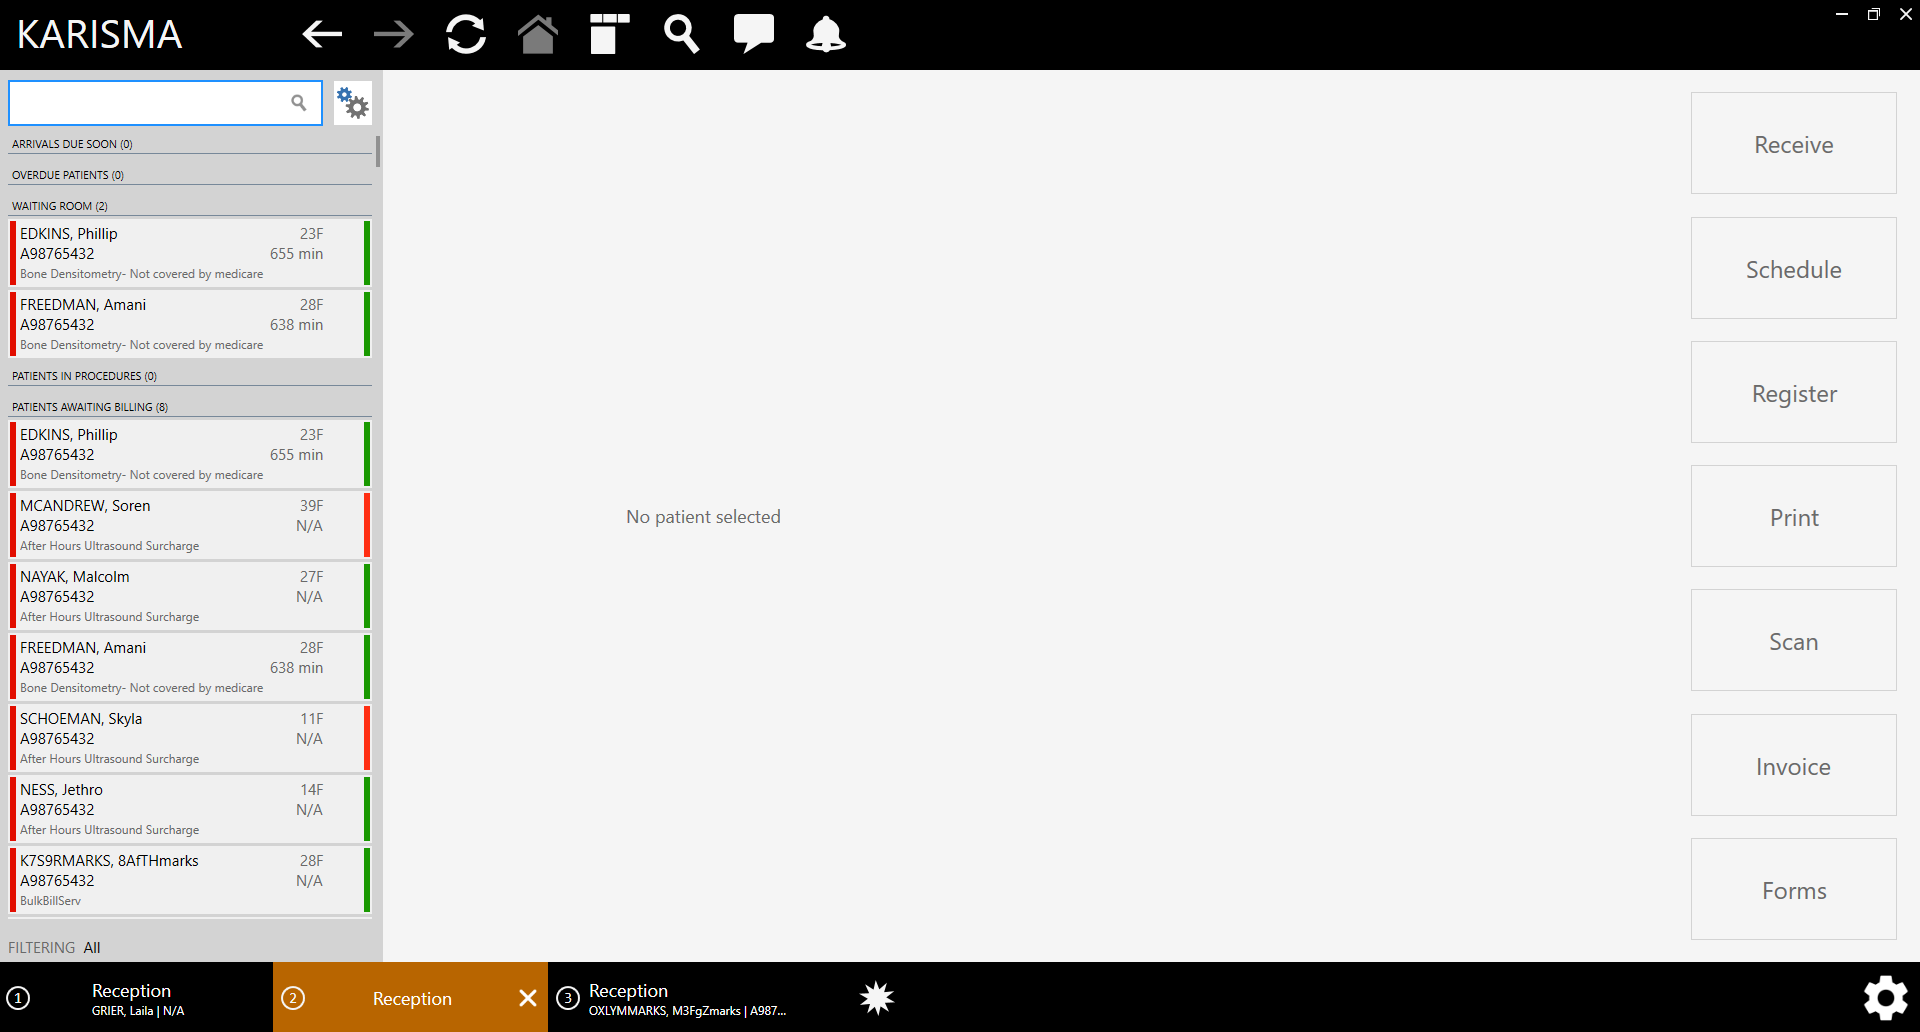 KARISMA
ARRIVALS DUE SOON (0)
OVERDUE PATIENTS (0)
WAITING ROOM (2)
EDKINS, Phillip 23F
A98765432 655 min
Bone Densitometry- Not covered by medicare
FREEDMAN, Amani 28F
A98765432 638 min
Bone Densitometry- Not covered by medicare
PATIENTS IN PROCEDURES (0)
PATIENTS AWAITING BILLING (8)
EDKINS, Phillip 23F
A98765432 655 min
Bone Densitometry- Not covered by medicare
MCANDREW, Soren 39F
A98765432 N/A
After Hours Ultrasound Surcharge
NAYAK, Malcolm 27F
A98765432 N/A
After Hours Ultrasound Surcharge
FREEDMAN, Amani 28F
A98765432 638 min
Bone Densitometry- Not covered by medicare
SCHOEMAN, Skyla 11F
A98765432 N/A
After Hours Ultrasound Surcharge
NESS, Jethro 14F
A98765432 N/A
After Hours Ultrasound Surcharge
K7S9RMARKS, 8AfTHmarks 28F
A98765432 N/A
BulkBillServ
FILTERING All
No patient selected
Receive
Schedule
Register
Print
Scan
Invoice
Forms
1 Reception
GRIER, Laila | N/A
2 Reception
3 Reception
OXLYMMARKS, M3FgZmarks | A987...